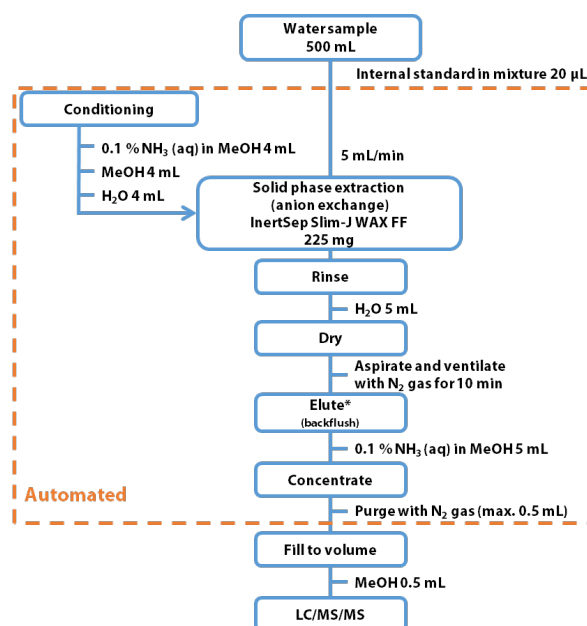 Water sample
500 mL
Internal standard in mixture 20 μL
Conditioning
0.1 % NH₃ (aq) in MeOH 4 mL
MeOH 4 mL
H₂O 4 mL
5 mL/min
Solid phase extraction
(anion exchange)
InertSep Slim-J WAX FF
225 mg
Rinse
H₂O 5 mL
Dry
Aspirate and ventilate
with N₂ gas for 10 min
Elute*
(backflush)
0.1 % NH₃ (aq) in MeOH 5 mL
Concentrate
Automated
Purge with N₂ gas (max. 0.5 mL)
Fill to volume
MeOH 0.5 mL
LC/MS/MS